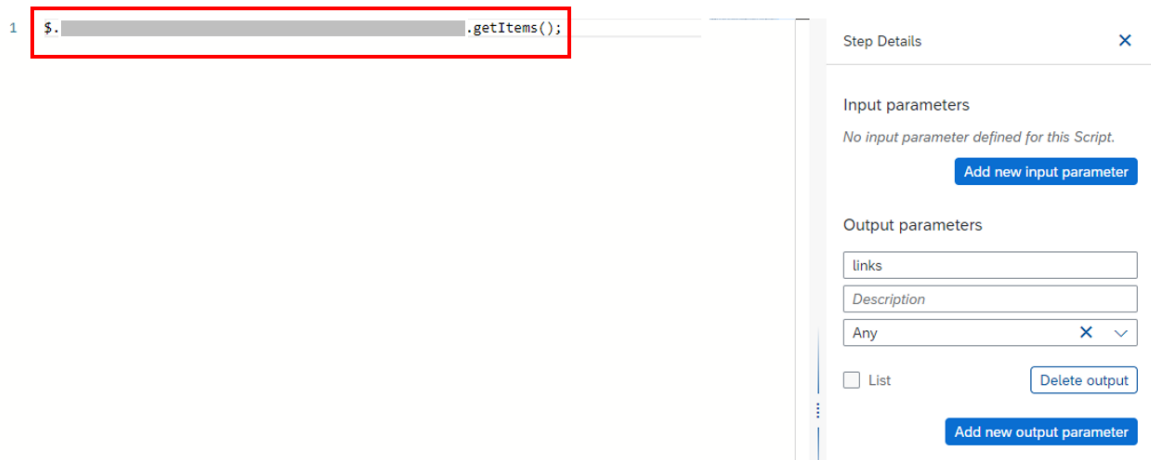 1 $. .getItems();
Step Details
Input parameters
No input parameter defined for this Script.
Add new input parameter
Output parameters
links
Description
Any
List
Delete output
Add new output parameter